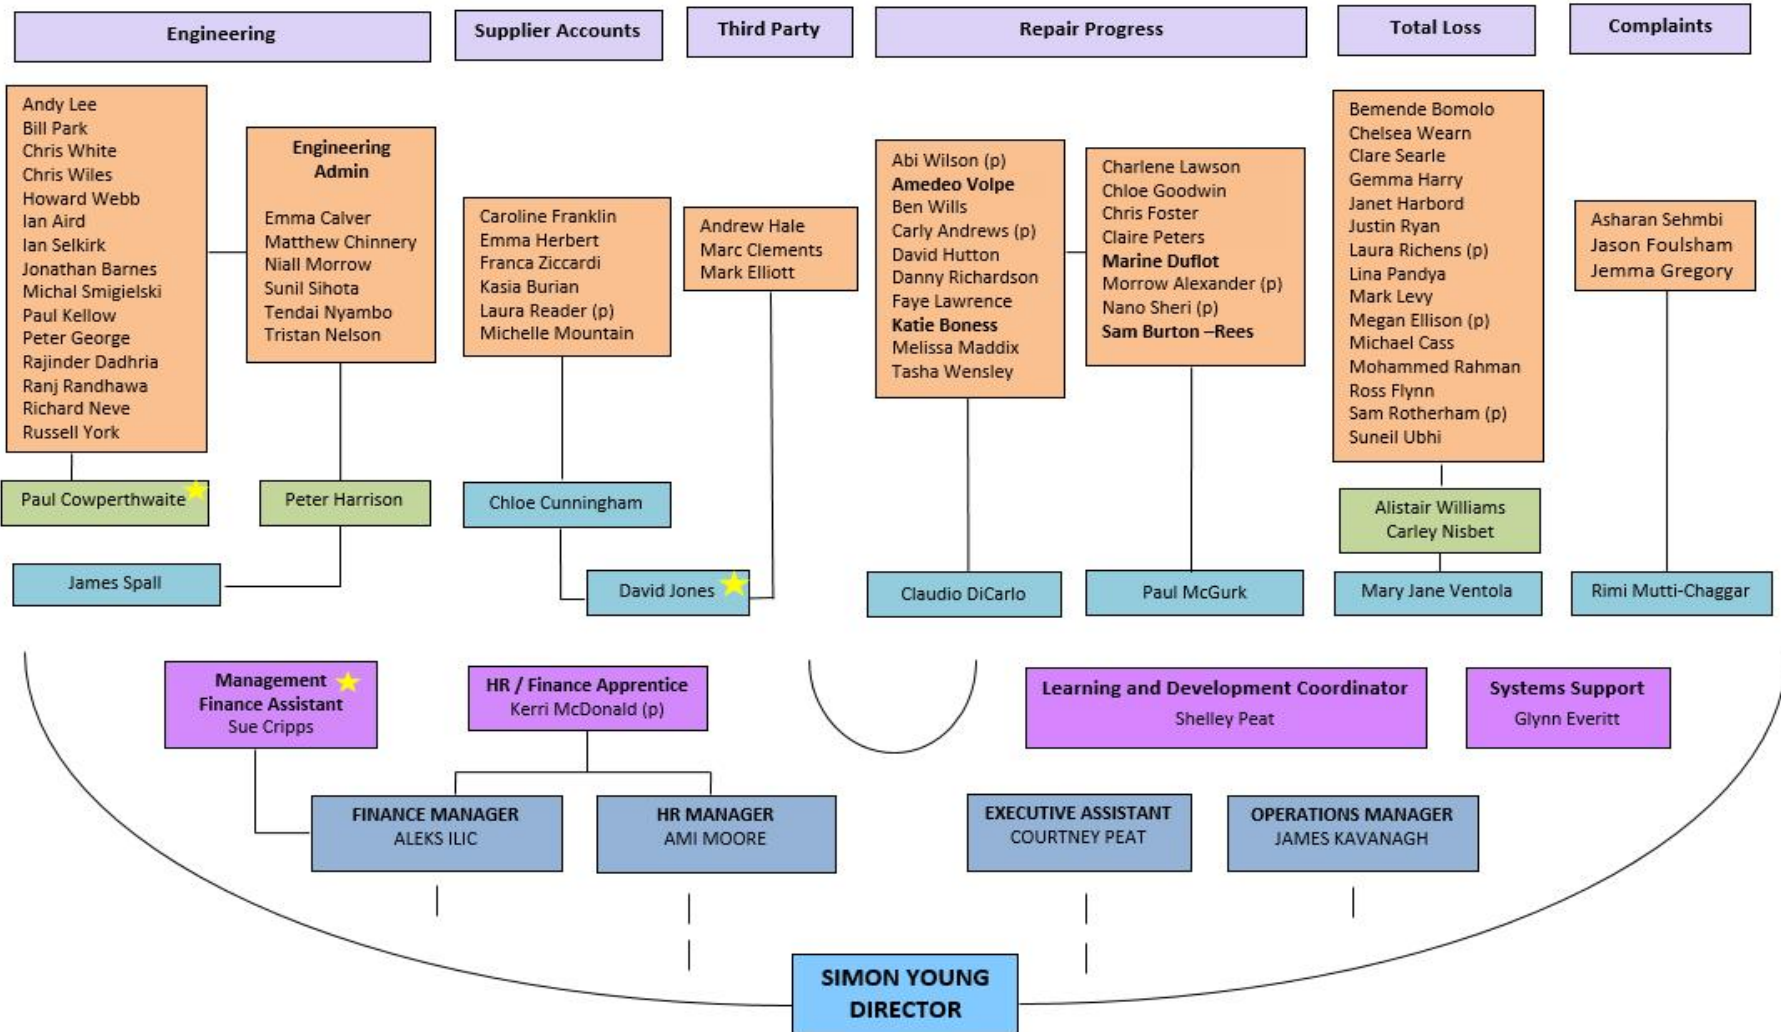 Engineering
Supplier Accounts
Third Party
Repair Progress
Total Loss
Complaints
Andy Lee
Bill Park
Chris White
Chris Wiles
Howard Webb
Ian Aird
Ian Selkirk
Jonathan Barnes
Michal Smigielski
Paul Kellow
Peter George
Rajinder Dadhria
Ranj Randhawa
Richard Neve
Russell York
Engineering
Admin
Emma Calver
Matthew Chinnery
Niall Morrow
Sunil Sihota
Tendai Nyambo
Tristan Nelson
Caroline Franklin
Emma Herbert
Franca Ziccardi
Kasia Burian
Laura Reader (p)
Michelle Mountain
Andrew Hale
Marc Clements
Mark Elliott
Abi Wilson (p)
Amedeo Volpe
Ben Wills
Carly Andrews (p)
David Hutton
Danny Richardson
Faye Lawrence
Katie Boness
Melissa Maddix
Tasha Wensley
Charlene Lawson
Chloe Goodwin
Chris Foster
Claire Peters
Marine Duflot
Morrow Alexander (p)
Nano Sheri (p)
Sam Burton –Rees
Bemende Bomolo
Chelsea Wearn
Clare Searle
Gemma Harry
Janet Harbord
Justin Ryan
Laura Richens (p)
Lina Pandya
Mark Levy
Megan Ellison (p)
Michael Cass
Mohammed Rahman
Ross Flynn
Sam Rotherham (p)
Suneil Ubhi
Asharan Sehmbi
Jason Foulsham
Jemma Gregory
Paul Cowperthwaite
Peter Harrison
Chloe Cunningham
Alistair Williams
Carley Nisbet
James Spall
David Jones
Claudio DiCarlo
Paul McGurk
Mary Jane Ventola
Rimi Mutti-Chaggar
Management
Finance Assistant
Sue Cripps
HR / Finance Apprentice
Kerri McDonald (p)
Learning and Development Coordinator
Shelley Peat
Systems Support
Glynn Everitt
FINANCE MANAGER
ALEKS ILIC
HR MANAGER
AMI MOORE
EXECUTIVE ASSISTANT
COURTNEY PEAT
OPERATIONS MANAGER
JAMES KAVANAGH
SIMON YOUNG
DIRECTOR